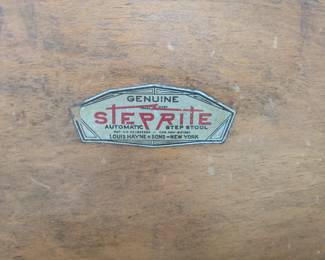 GENUINE
STEPRITE
AUTOMATIC STEP STOOL
LOUIS HAYNE & SONS - NEW YORK